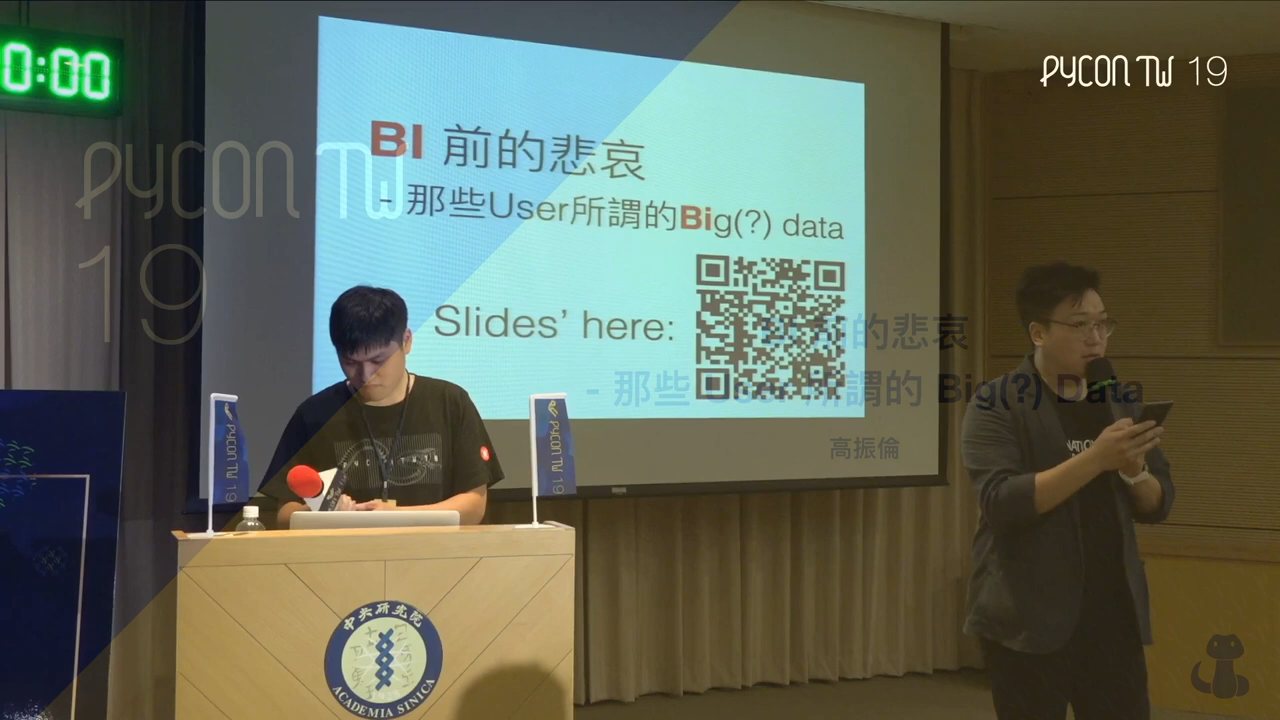 0:00
PYCON TW 19
PYCON TW
19
BI 前的悲哀
- 那些User所謂的Big(?) data
Slides' here:
前的悲哀
- 那些 User 所謂的 Big(?) Data
高振倫
PYCON TW 19
PYCON TW 19
中央研究院
ACADEMIA SINICA